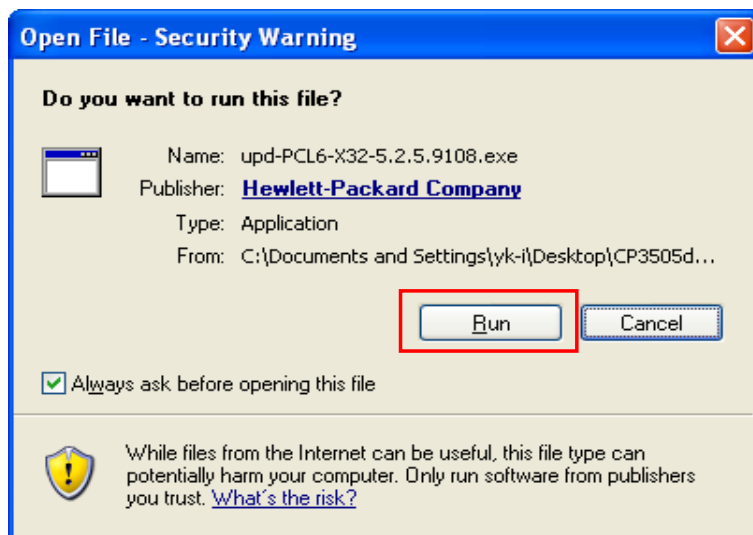 Open File - Security Warning
Do you want to run this file?
Name: upd-PCL6-X32-5.2.5.9108.exe
Publisher: Hewlett-Packard Company
Type: Application
From: C:\Documents and Settings\yk-i\Desktop\CP3505d...
Run Cancel
Always ask before opening this file
While files from the Internet can be useful, this file type can
potentially harm your computer. Only run software from publishers
you trust. What's the risk?